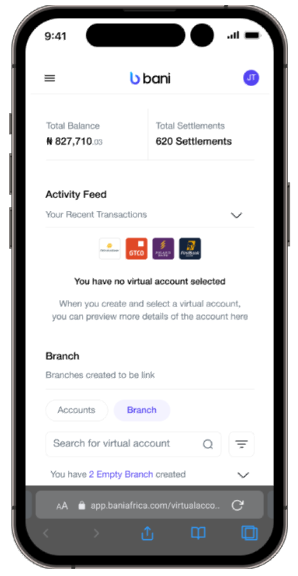 9:41
bani
JT
Total Balance
Total Settlements
₦ 827,710.03
620 Settlements
Activity Feed
Your Recent Transactions
GTCO
You have no virtual account selected
When you create and select a virtual account,
you can preview more details of the account here
Branch
Branches created to be link
Accounts
Branch
Search for virtual account
You have 2 Empty Branch created
AA
app.baniafrica.com/virtualacco..